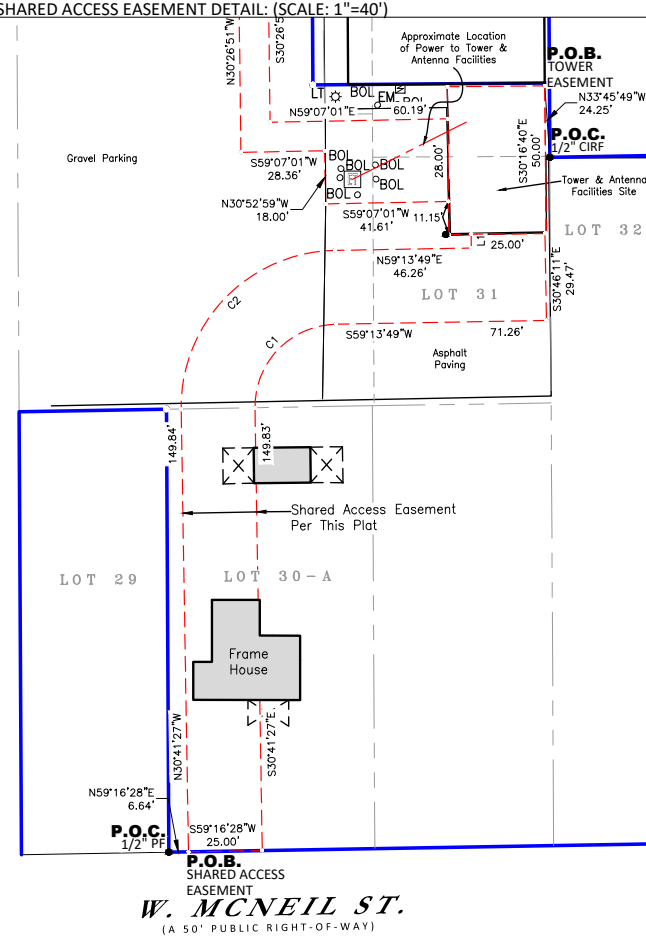 SHARED ACCESS EASEMENT DETAIL: (SCALE: 1"=40')
N30°26'51"W
S30°26'5
Approximate Location
of Power to Tower &
Antenna Facilities
P.O.B.
TOWER
EASEMENT
LT
BOL
EM
BOL
N59°07'01"E
60.19'
N33°45'49"W
24.25'
P.O.C.
1/2" CIRF
Gravel Parking
S59°07'01"W
28.36'
BOL
BOL
BOL
BOL
28.00'
S30°16'40"E
50.00'
Tower & Antenna
Facilities Site
N30°52'59"W
18.00'
S59°07'01"W
41.61'
11.15'
L1
25.00'
LOT 32
N59°13'49"E
46.26'
S30°46'11"E
29.47'
C2
LOT 31
C1
S59°13'49"W
71.26'
Asphalt
Paving
149.84'
149.83'
Shared Access Easement
Per This Plat
LOT 29
LOT 30-A
Frame
House
N30°41'27"W
S30°41'27"E
N59°16'28"E
6.64'
P.O.C.
1/2" PF
S59°16'28"W
25.00'
P.O.B.
SHARED ACCESS
EASEMENT
W. MCNEIL ST.
(A 50' PUBLIC RIGHT-OF-WAY)